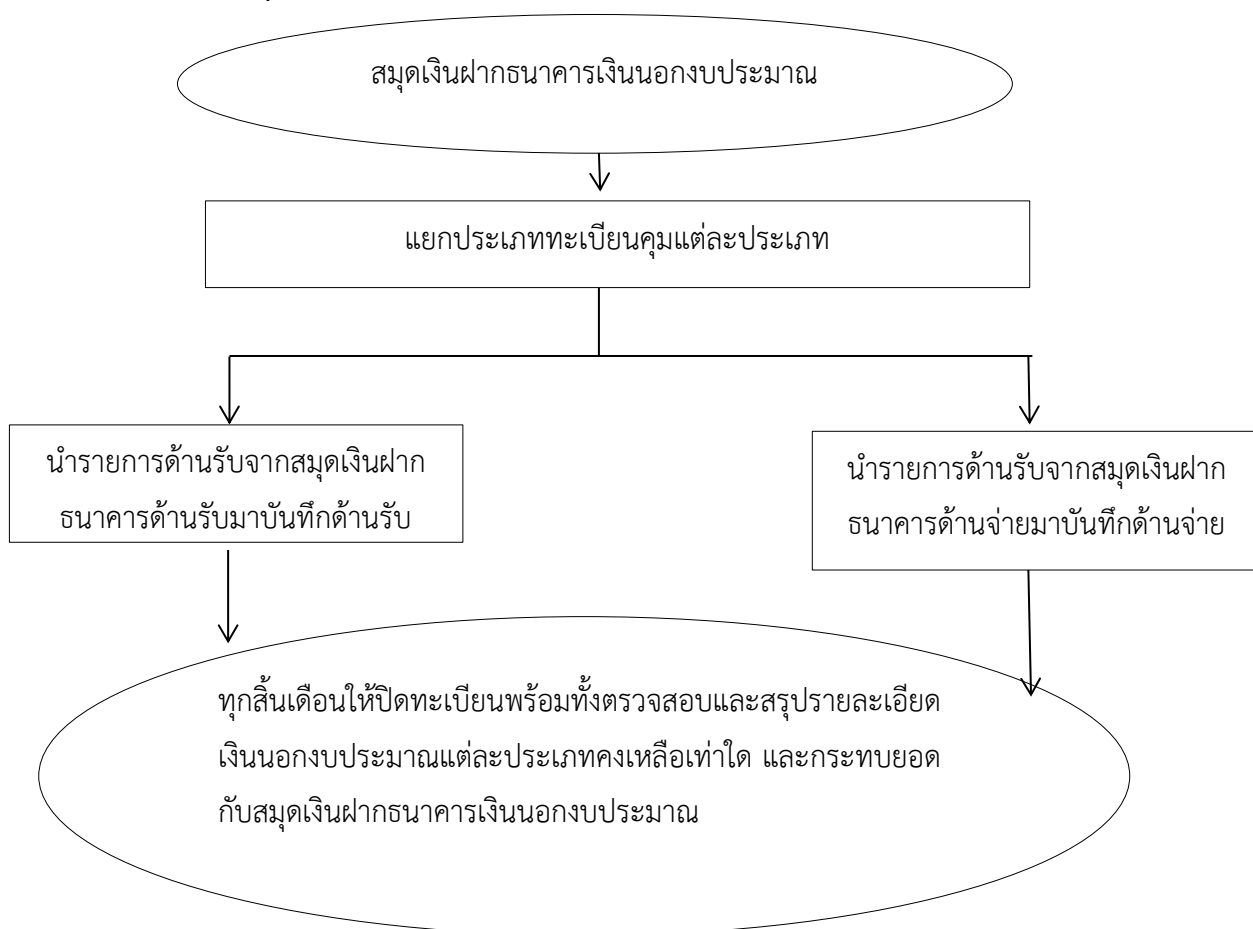 สมุดเงินฝากธนาคารเงินนอกงบประมาณ
แยกประเภททะเบียนคุมแต่ละประเภท
นำรายการด้านรับจากสมุดเงินฝาก
ธนาคารด้านรับมาบันทึกด้านรับ
นำรายการด้านรับจากสมุดเงินฝาก
ธนาคารด้านจ่ายมาบันทึกด้านจ่าย
ทุกสิ้นเดือนให้ปิดทะเบียนพร้อมทั้งตรวจสอบและสรุปรายละเอียด
เงินนอกงบประมาณแต่ละประเภทคงเหลือเท่าใด และกระทบยอด
กับสมุดเงินฝากธนาคารเงินนอกงบประมาณ